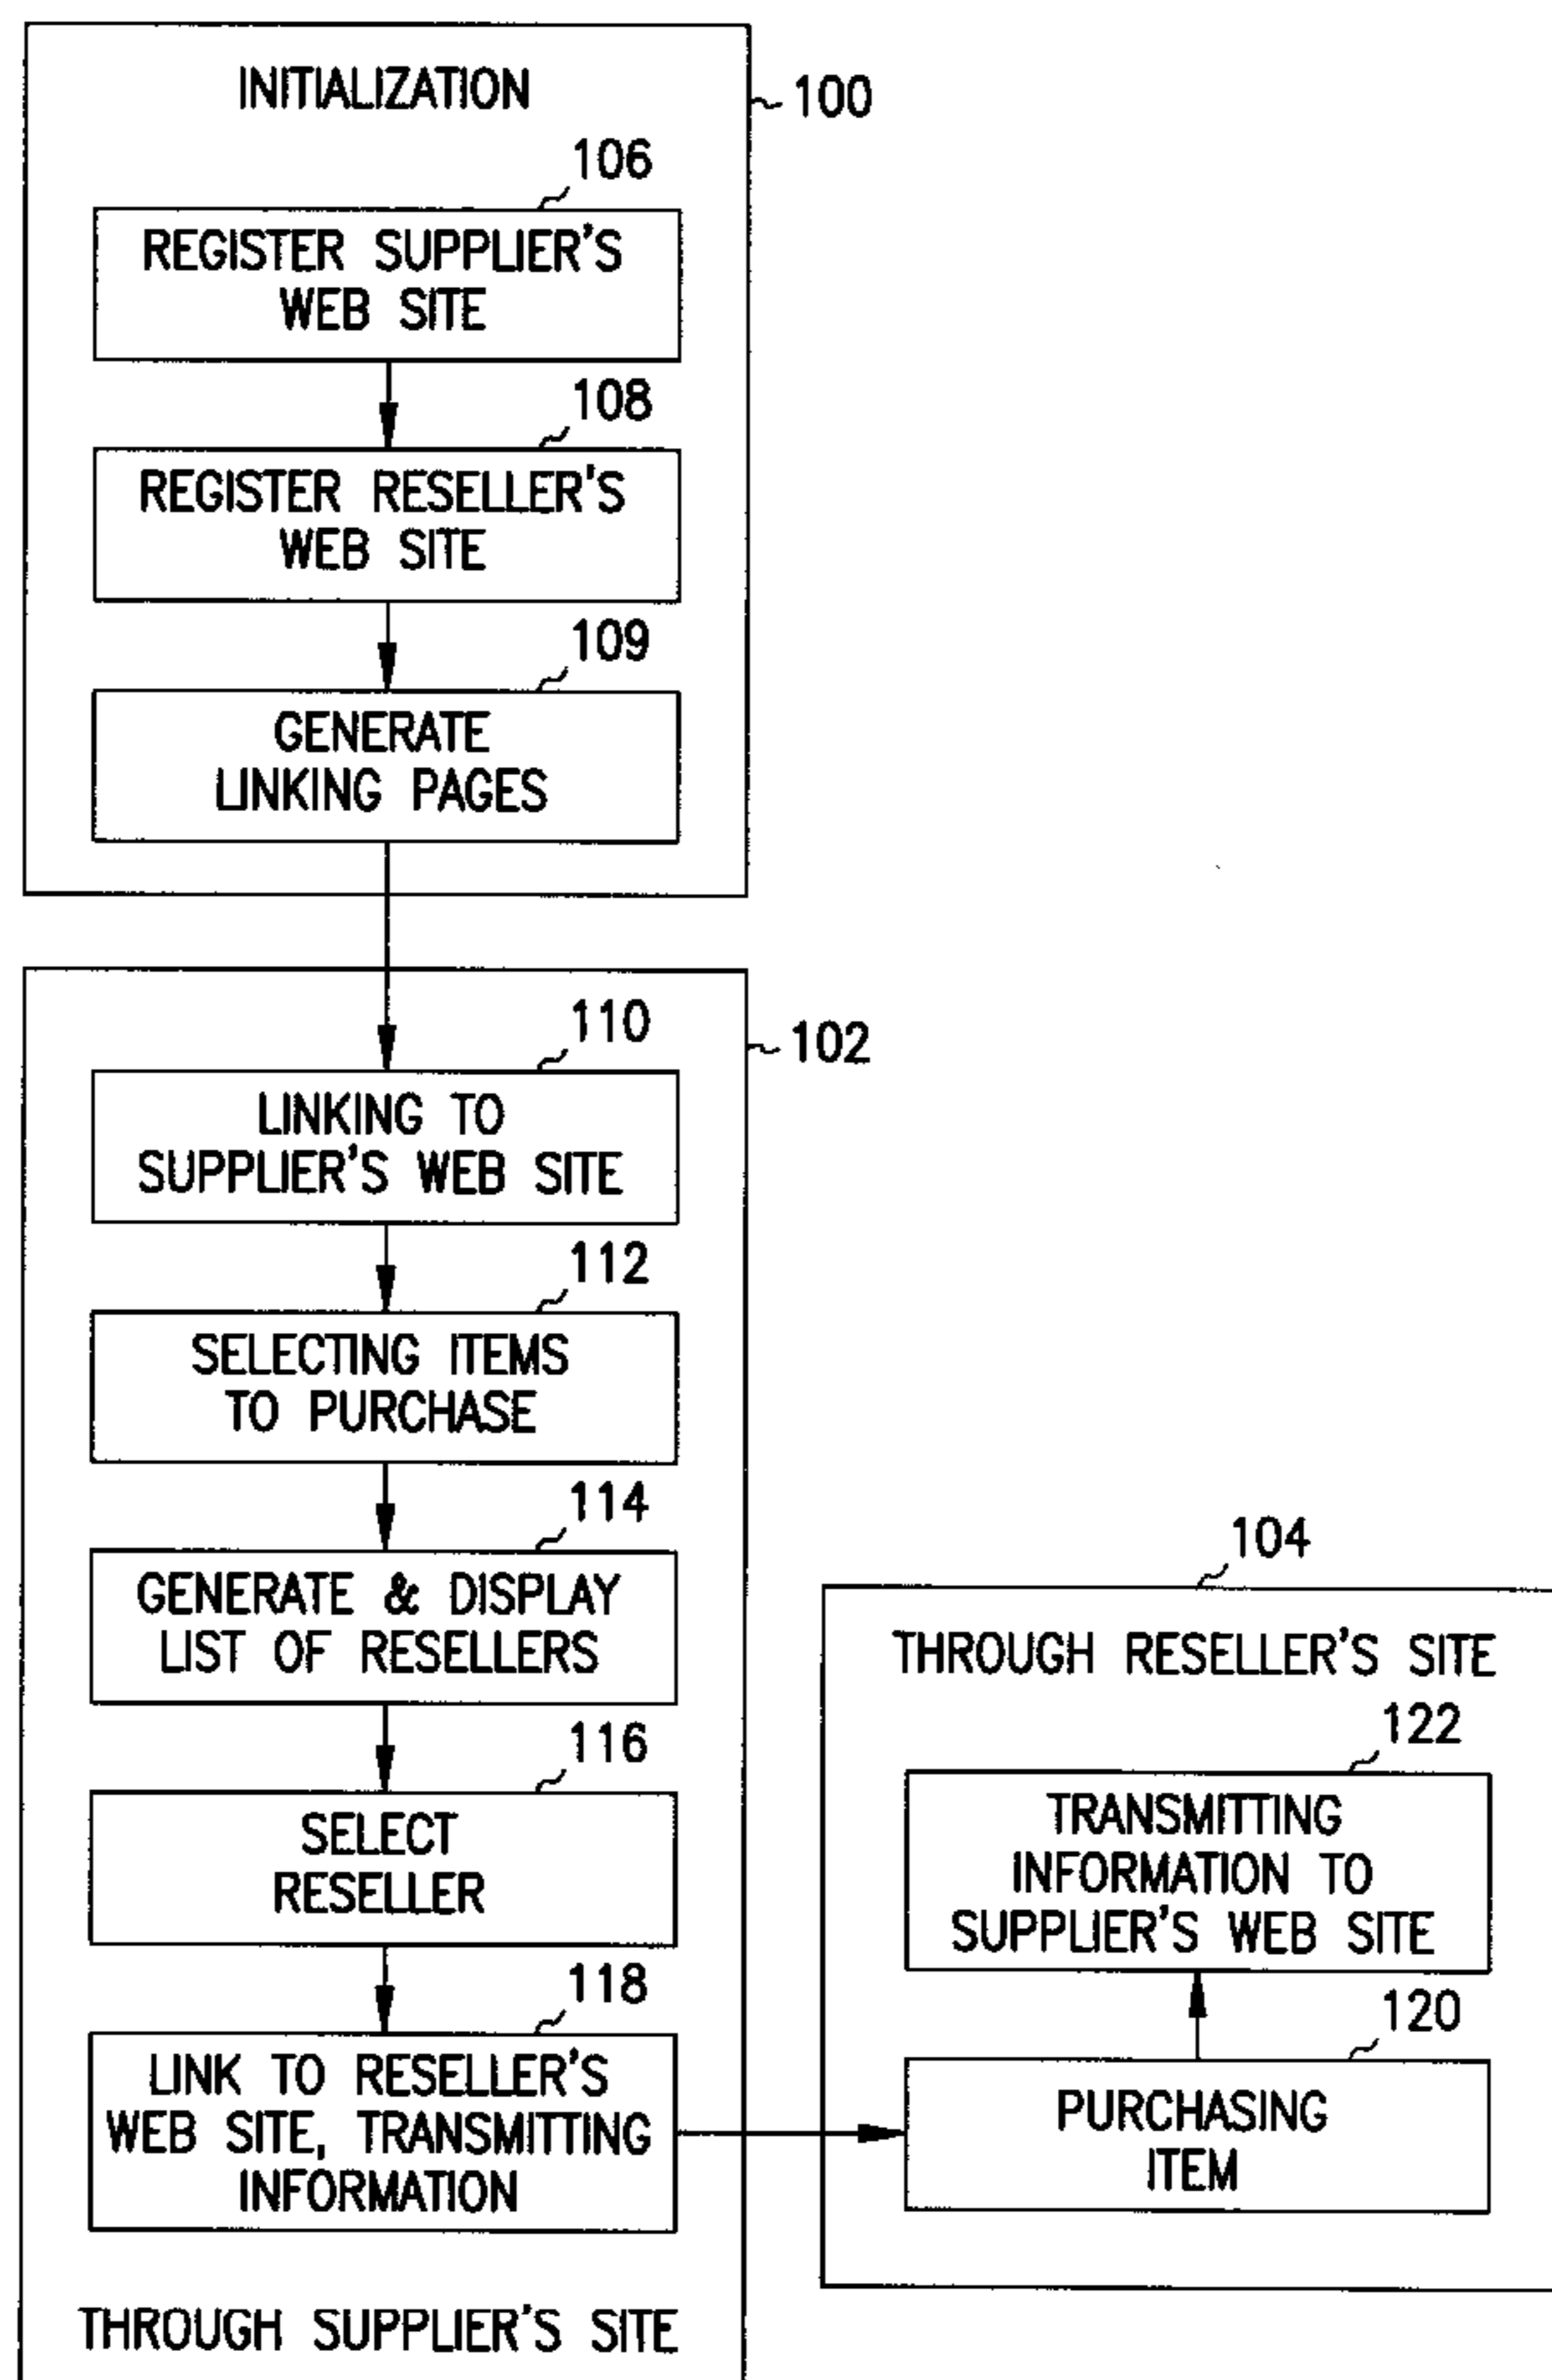 INITIALIZATION
100
106
REGISTER SUPPLIER'S
WEB SITE
108
REGISTER RESELLER'S
WEB SITE
109
GENERATE
LINKING PAGES
102
110
LINKING TO
SUPPLIER'S WEB SITE
112
SELECTING ITEMS
TO PURCHASE
114
GENERATE & DISPLAY
LIST OF RESELLERS
116
SELECT
RESELLER
118
LINK TO RESELLER'S
WEB SITE, TRANSMITTING
INFORMATION
THROUGH SUPPLIER'S SITE
104
THROUGH RESELLER'S SITE
122
TRANSMITTING
INFORMATION TO
SUPPLIER'S WEB SITE
120
PURCHASING
ITEM